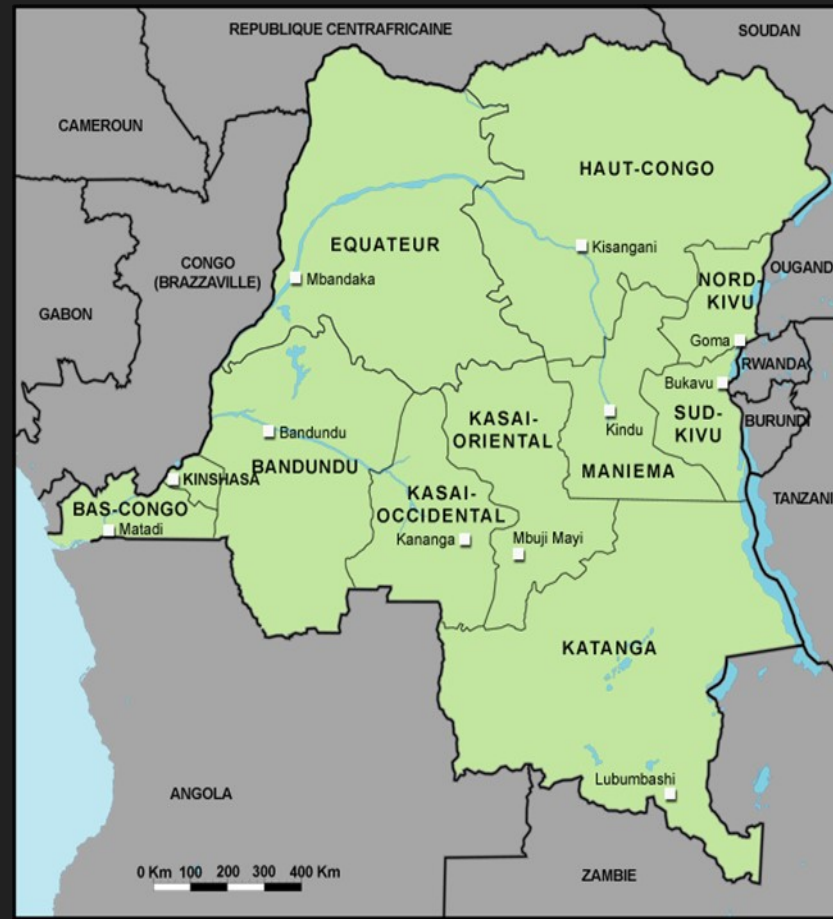 REPUBLIQUE CENTRAFRICAINE
SOUDAN
CAMEROUN
HAUT-CONGO
EQUATEUR
Kisangani
CONGO
(BRAZZAVILLE)
Mbandaka
OUGAND
NORD-
KIVU
GABON
Goma
RWANDA
Bukavu
KASAI-
ORIENTAL
SUD-
KIVU
BURUNDI
Kindu
Bandundu
BANDUNDU
MANIEMA
KINSHASA
KASAI-
OCCIDENTAL
TANZANI
BAS-CONGO
Matadi
Kananga
Mbuji Mayi
KATANGA
Lubumbashi
ANGOLA
0 Km 100 200 300 400 Km
ZAMBIE